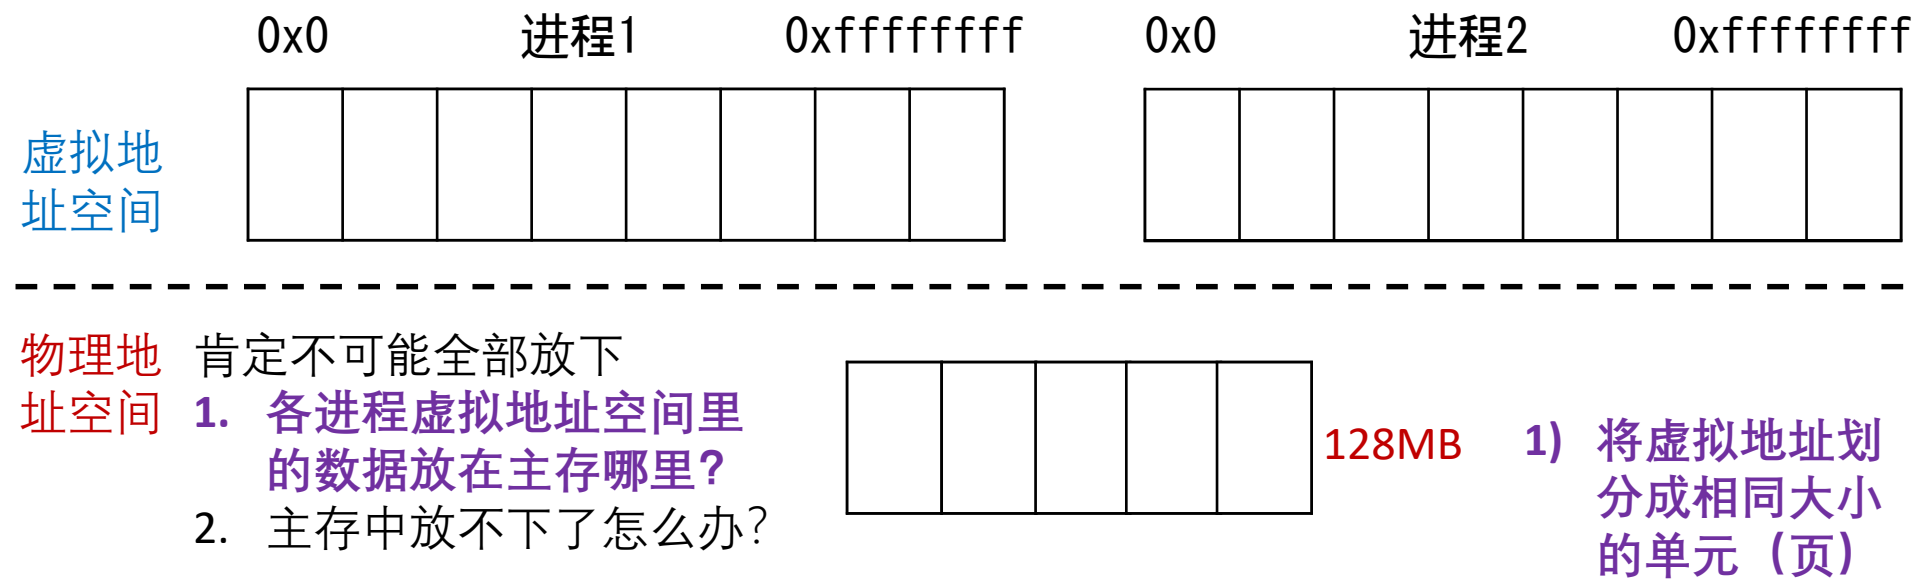 0x0 进程1 0xffffffff 0x0 进程2 0xffffffff
虚拟地
址空间
物理地
址空间
肯定不可能全部放下
1. 各进程虚拟地址空间里
的数据放在主存哪里?
2. 主存中放不下了怎么办?
128MB
1) 将虚拟地址划
分成相同大小
的单元（页）